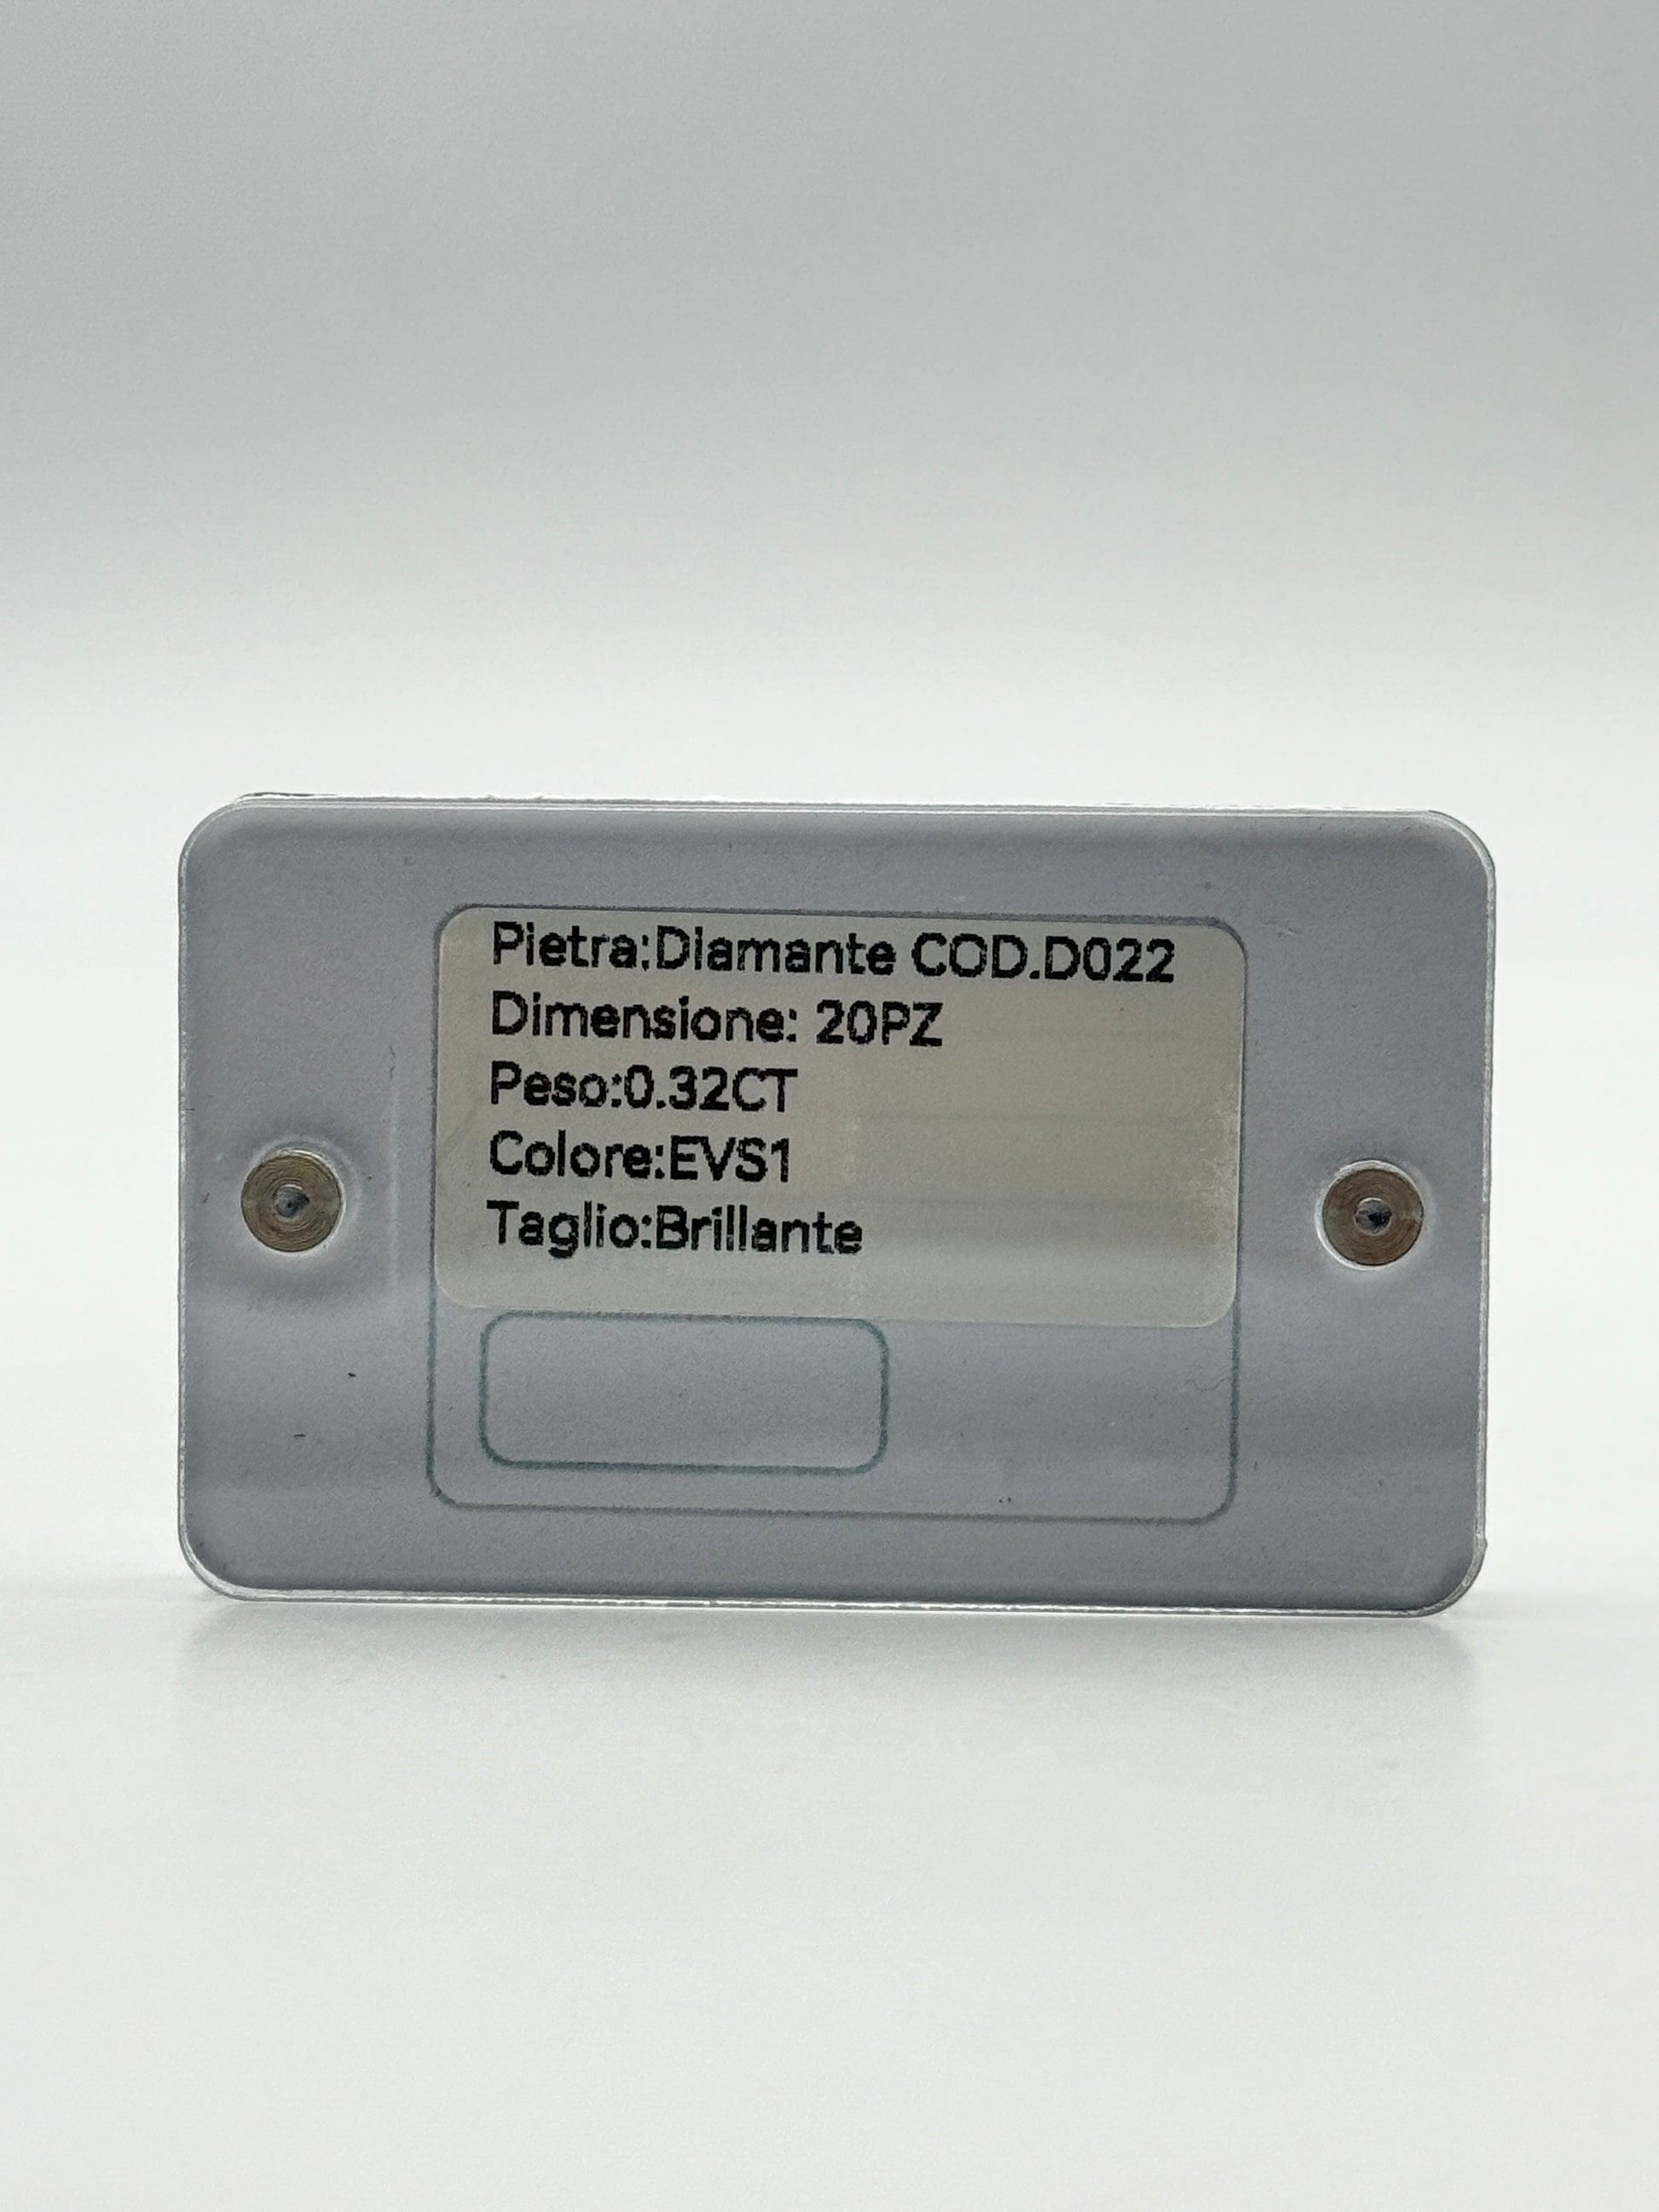 Pietra:Diamante COD.D022
Dimensione: 20PZ
Peso:0.32CT
Colore:EVS1
Taglio:Brillante